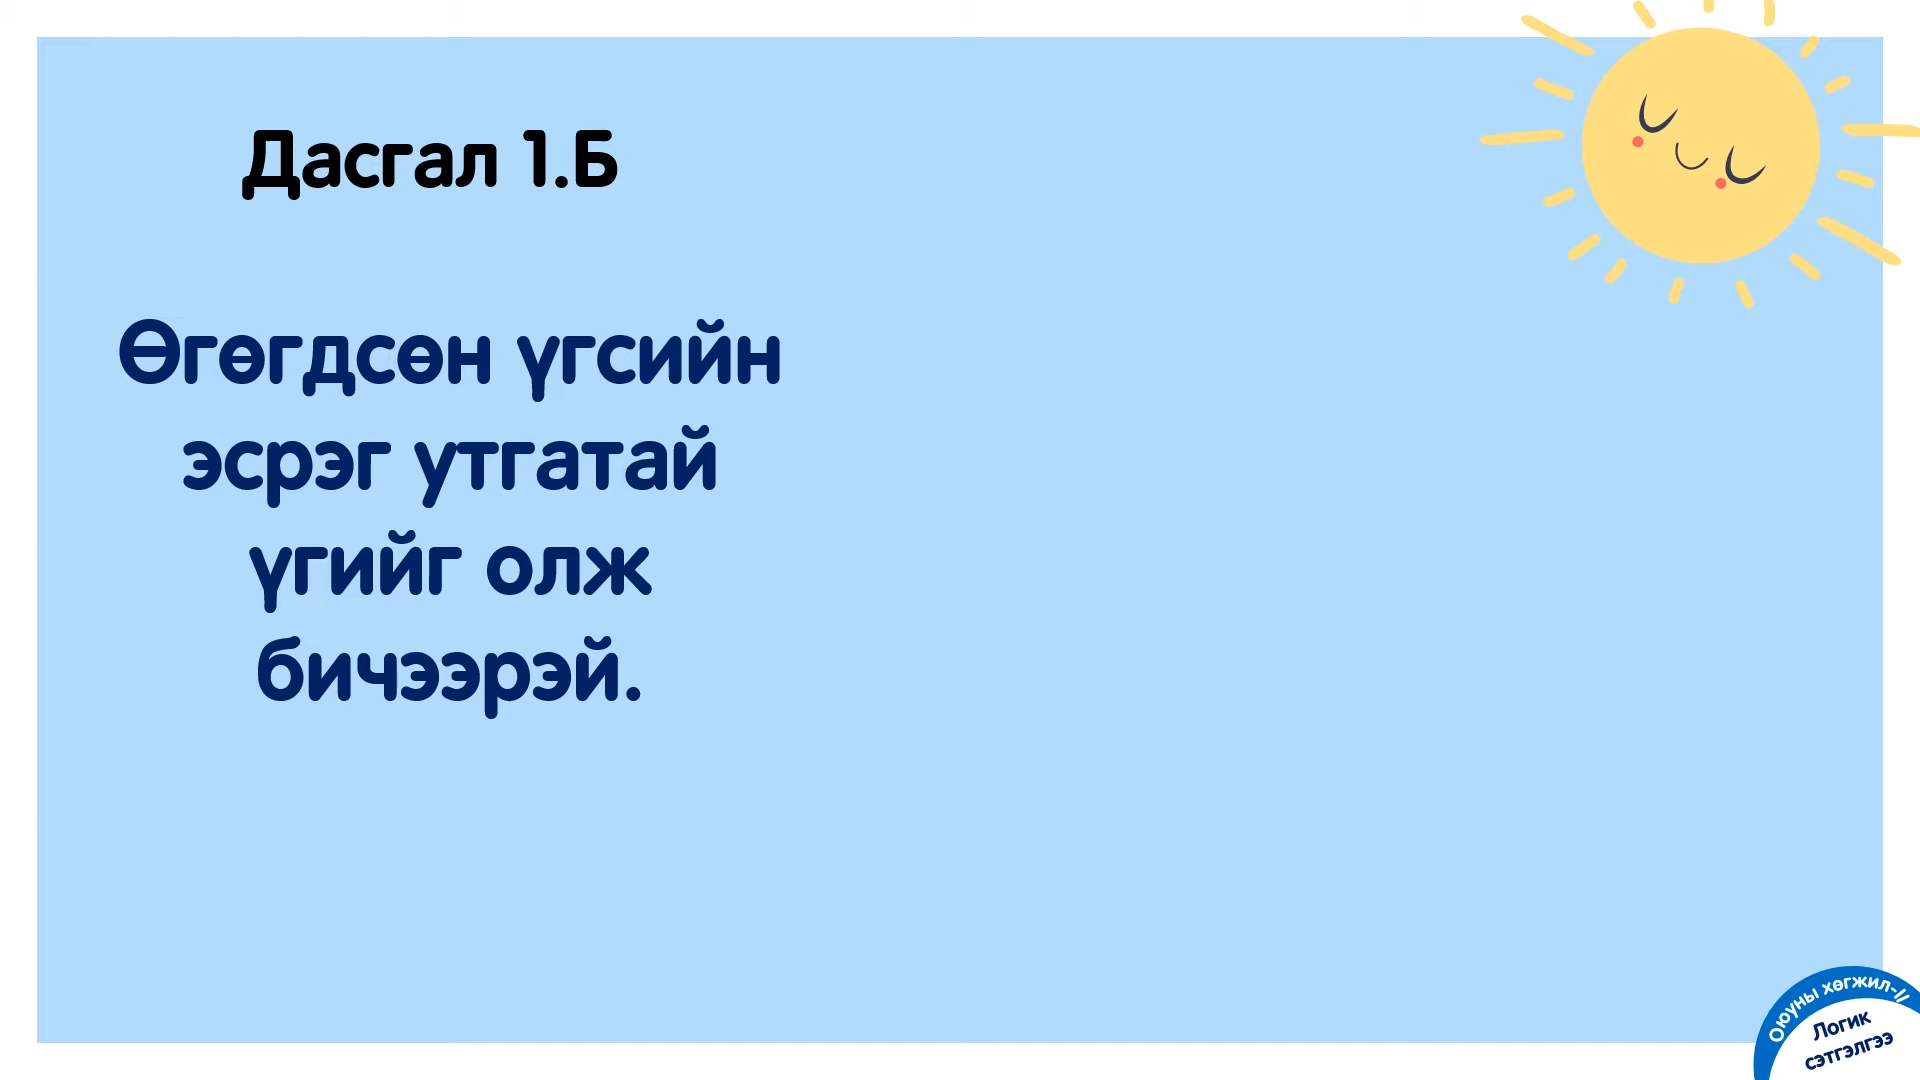 Дасгал 1.Б
Өгөгдсөн үгсийн
эсрэг утгатай
үгийг олж
бичээрэй.
Оюуны хөгжил-II
Логик
сэтгэлгээ